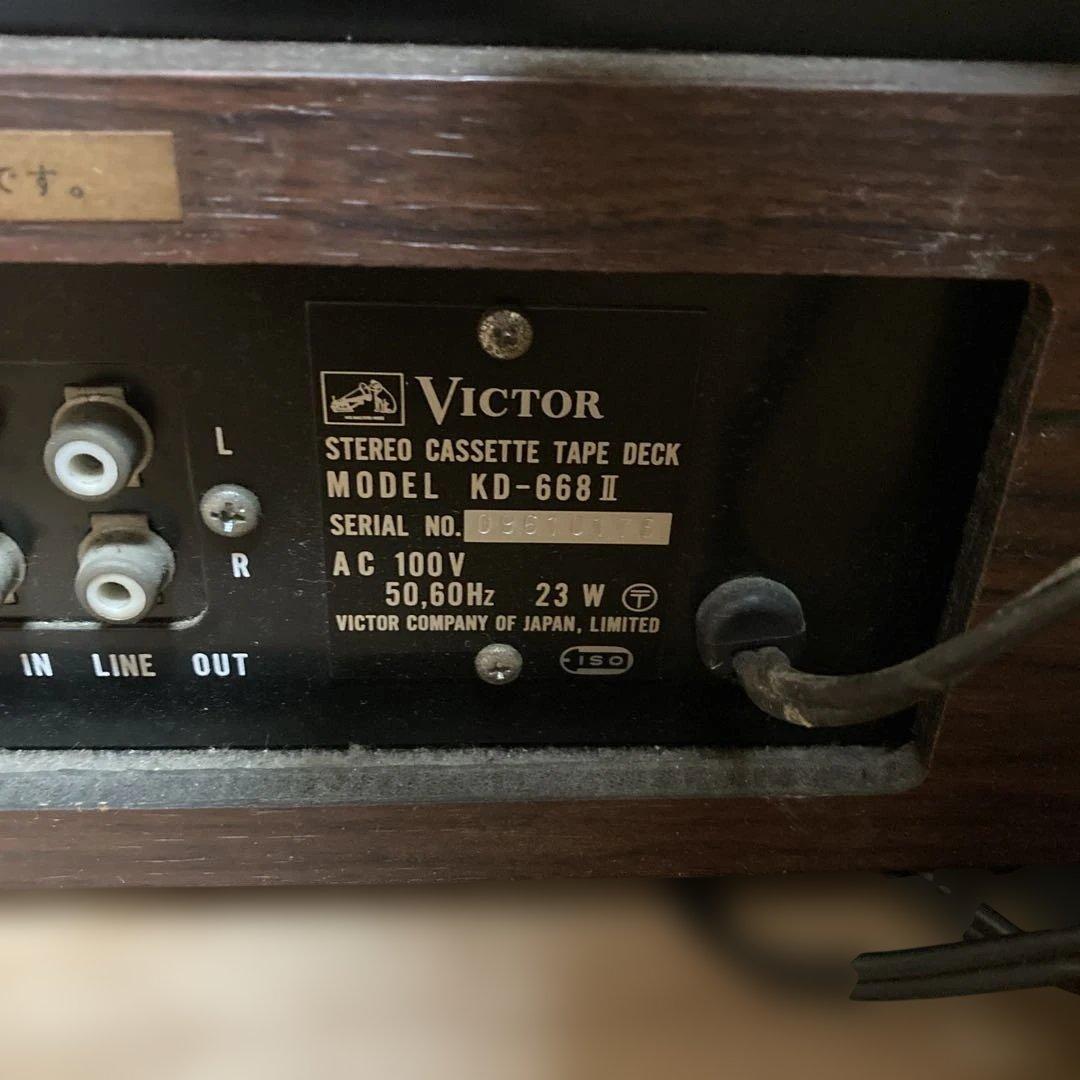 です。
VICTOR
STEREO CASSETTE TAPE DECK
MODEL KD-668Ⅱ
SERIAL NO.
AC 100V
50,60Hz 23 W 〒
VICTOR COMPANY OF JAPAN, LIMITED
ISO
L
R
IN LINE OUT